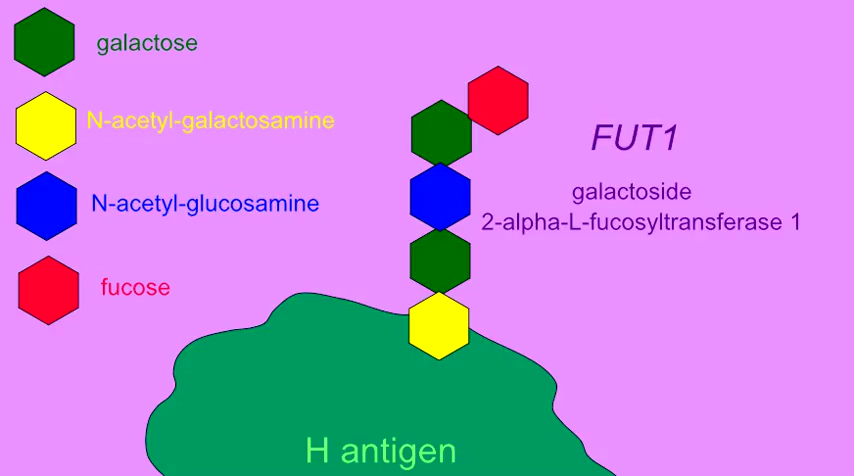 galactose
N-acetyl-galactosamine
N-acetyl-glucosamine
fucose
FUT1
galactoside
2-alpha-L-fucosyltransferase 1
H antigen